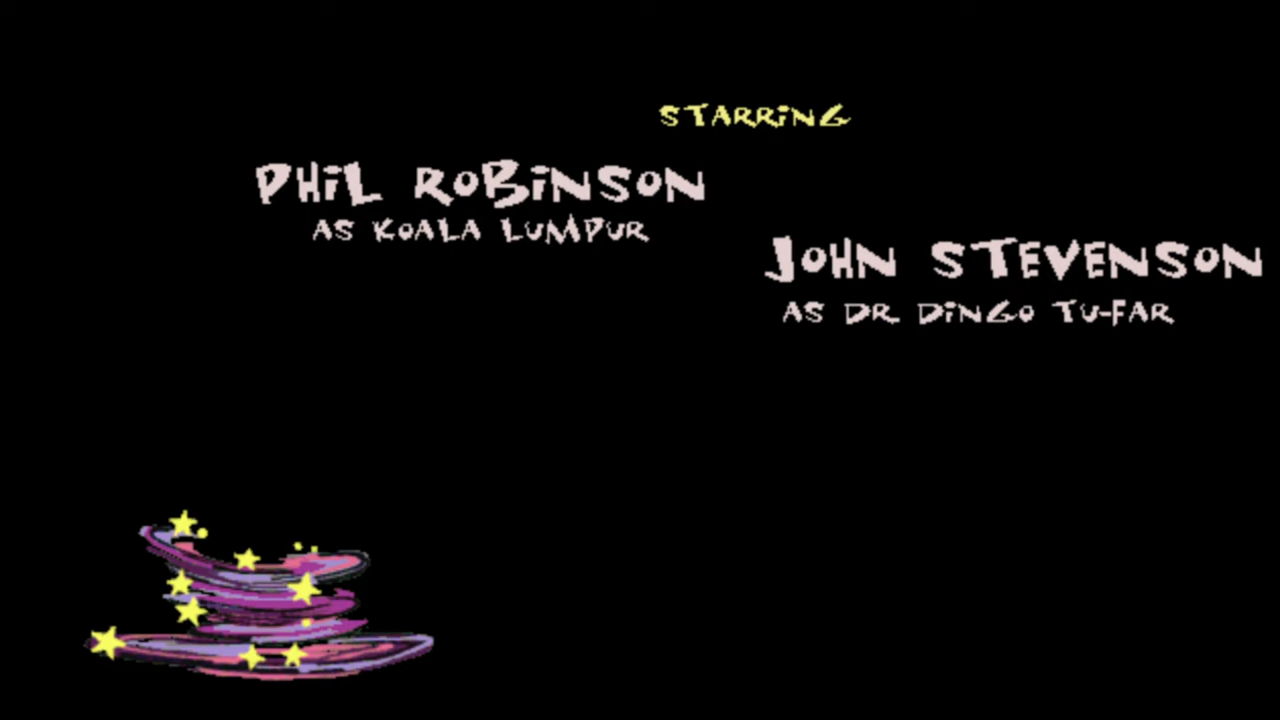 STARRING
PHIL ROBINSON
AS KOALA LUMPUR
JOHN STEVENSON
AS DR DINGO TU-FAR